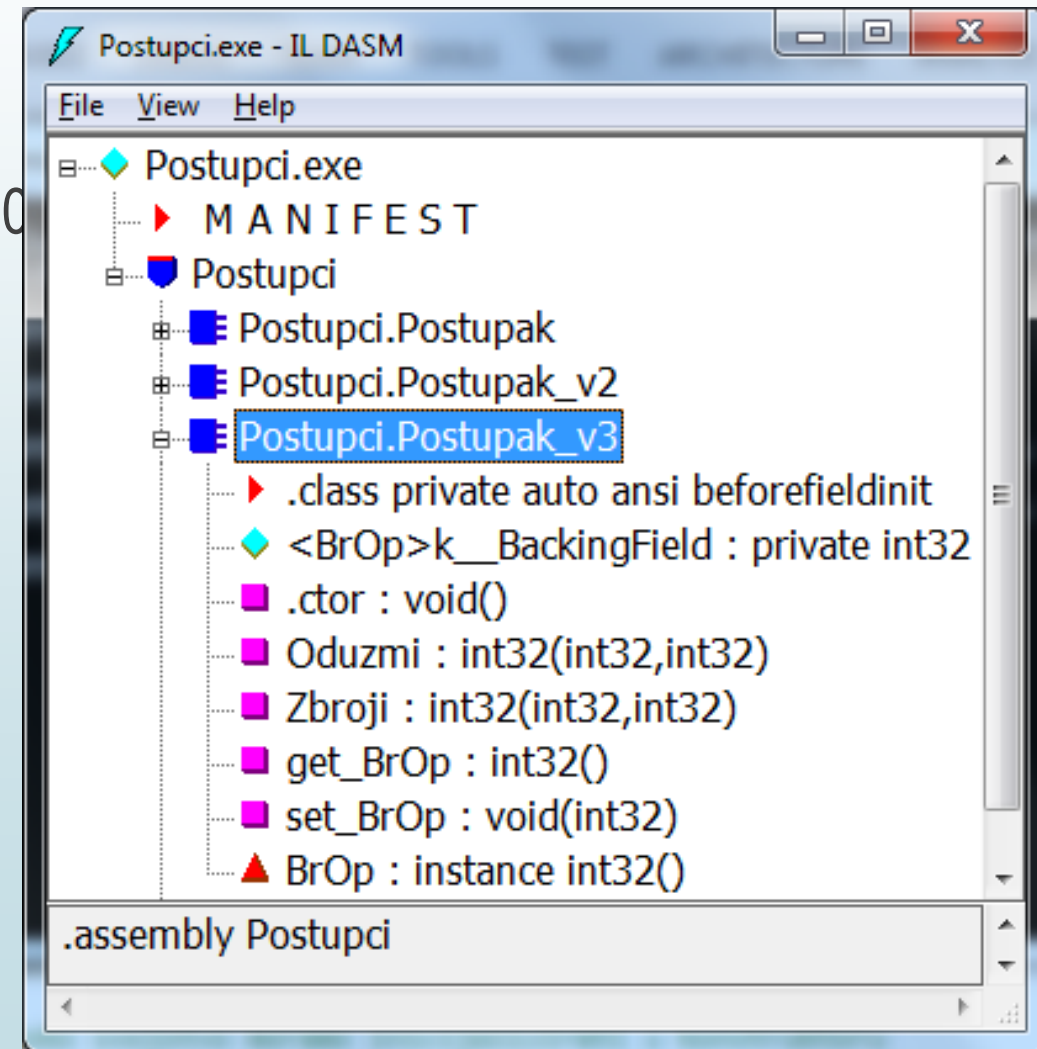 Postupci.exe - IL DASM
File View Help
Postupci.exe
M A N I F E S T
Postupci
Postupci.Postupak
Postupci.Postupak_v2
Postupci.Postupak_v3
.class private auto ansi beforefieldinit
<BrOp>k__BackingField : private int32
.ctor : void()
Oduzmi : int32(int32,int32)
Zbroji : int32(int32,int32)
get_BrOp : int32()
set_BrOp : void(int32)
BrOp : instance int32()
.assembly Postupci